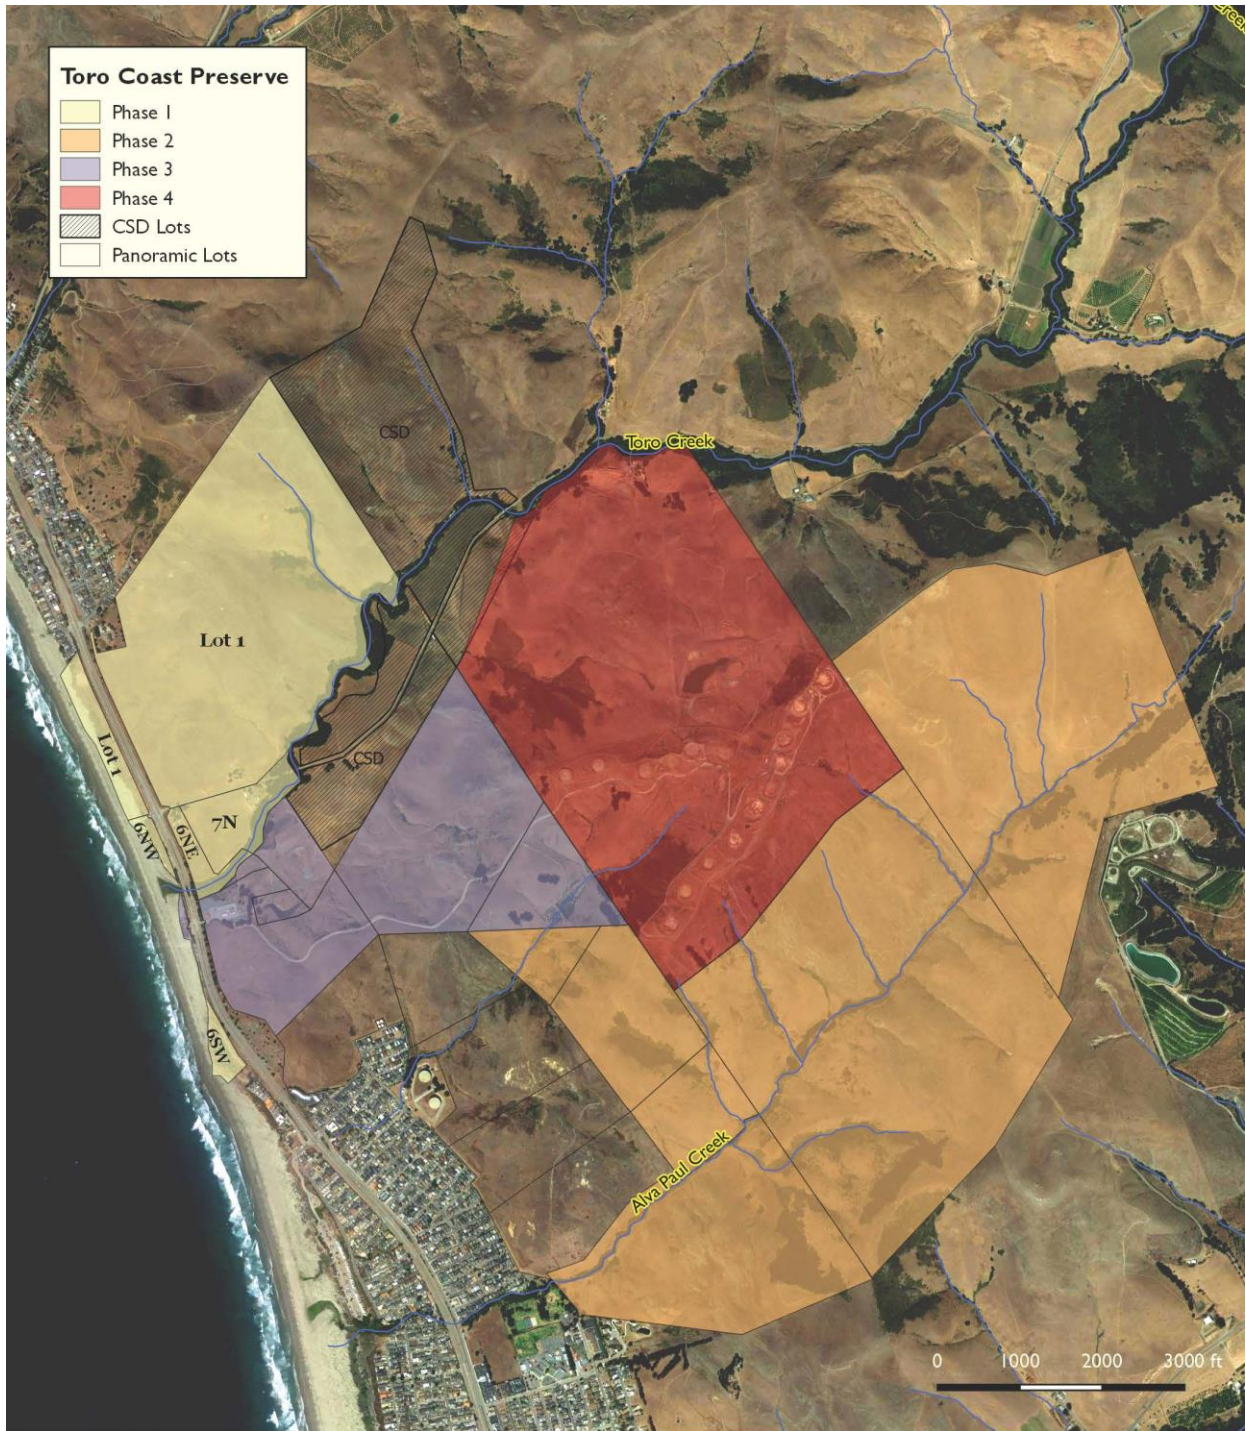 Creek
Toro Coast Preserve
Phase 1
Phase 2
Phase 3
Phase 4
CSD Lots
Panoramic Lots
CSD
Toro Creek
Lot 1
Lot 1
CSD
6NW
6NE
7N
6SW
Alva Paul Creek
0 1000 2000 3000 ft